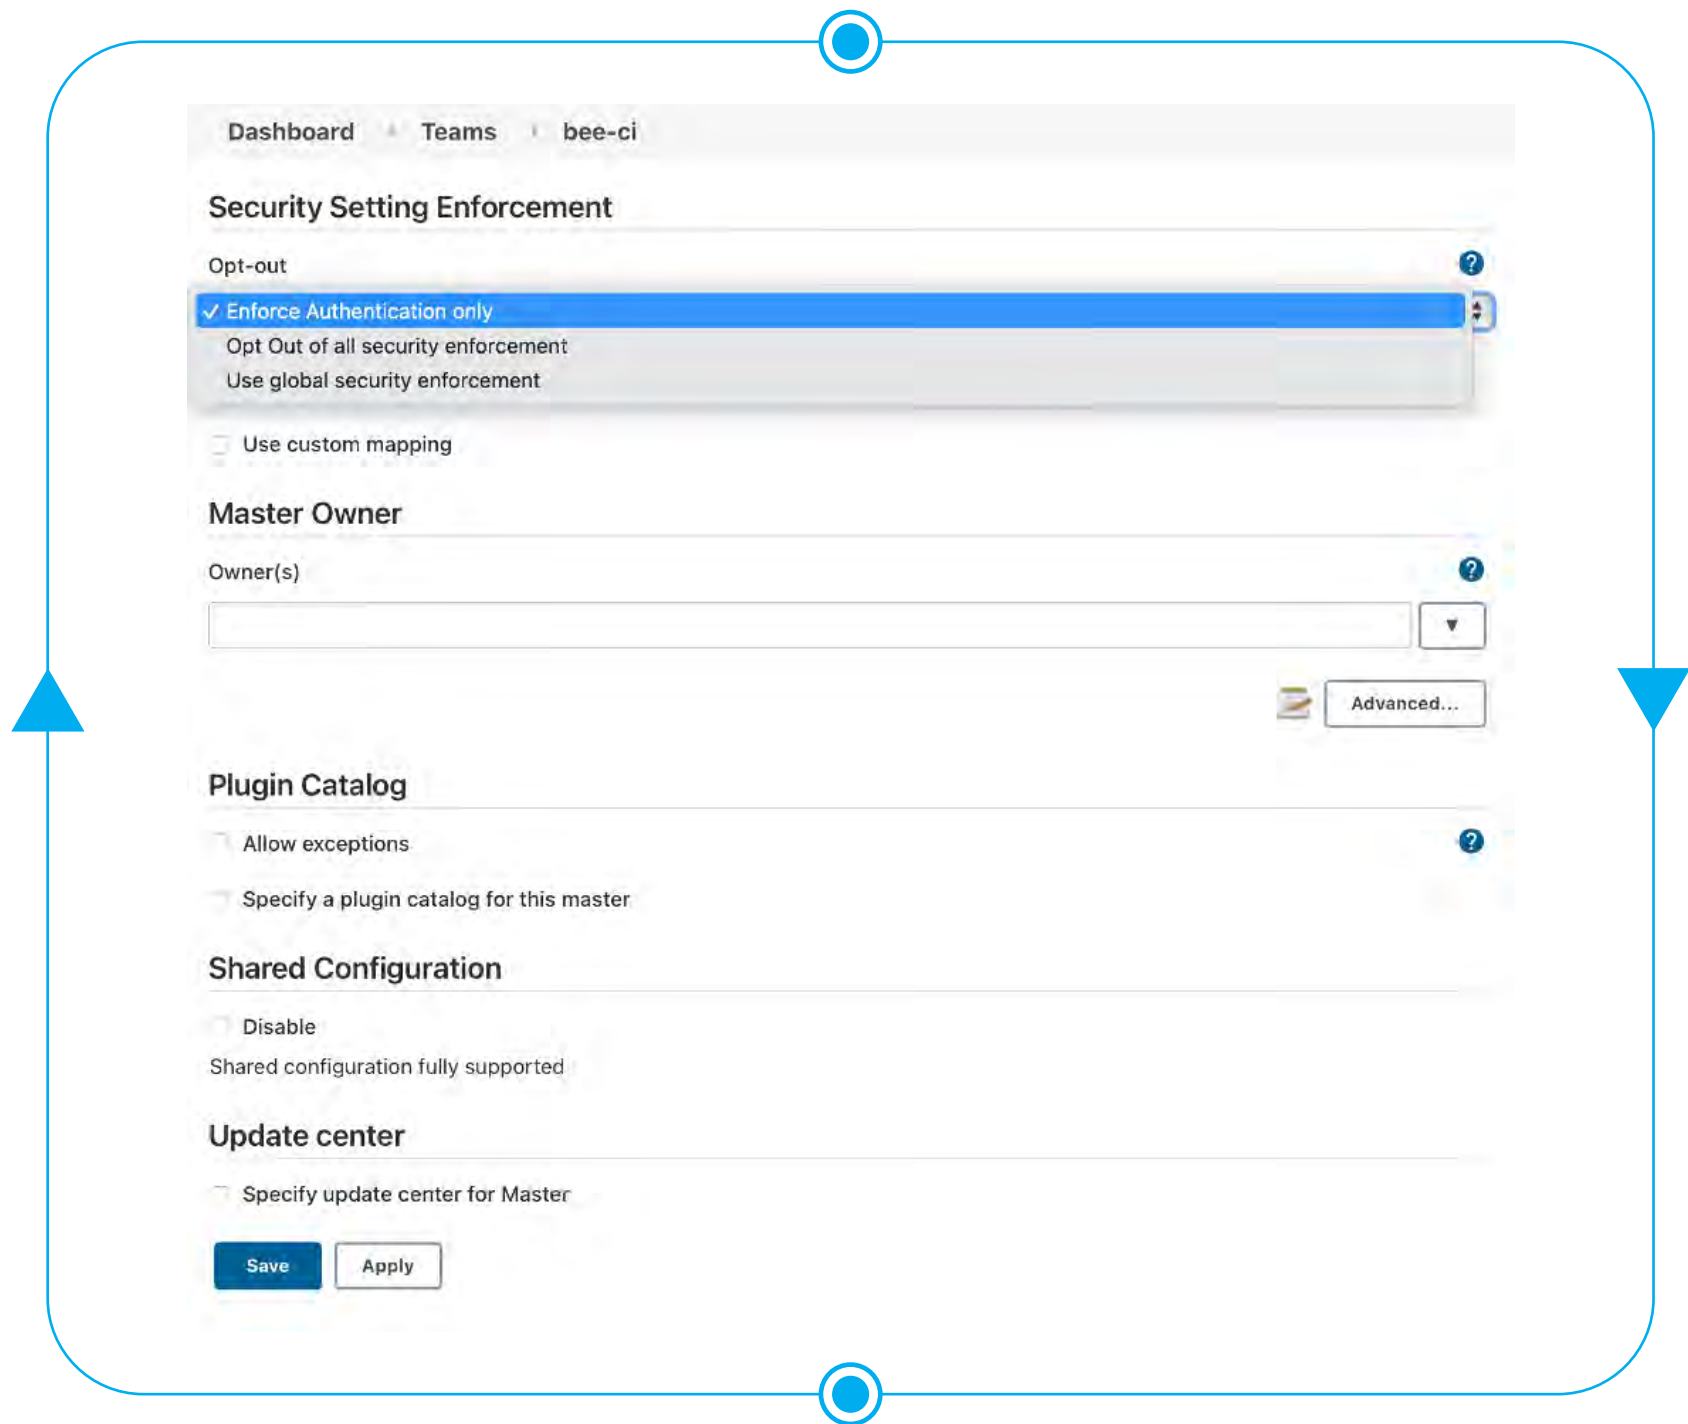 Dashboard Teams bee-ci
Security Setting Enforcement
Opt-out
✓ Enforce Authentication only
Opt Out of all security enforcement
Use global security enforcement
Use custom mapping
Master Owner
Owner(s)
Advanced...
Plugin Catalog
Allow exceptions
Specify a plugin catalog for this master
Shared Configuration
Disable
Shared configuration fully supported
Update center
Specify update center for Master
Save Apply